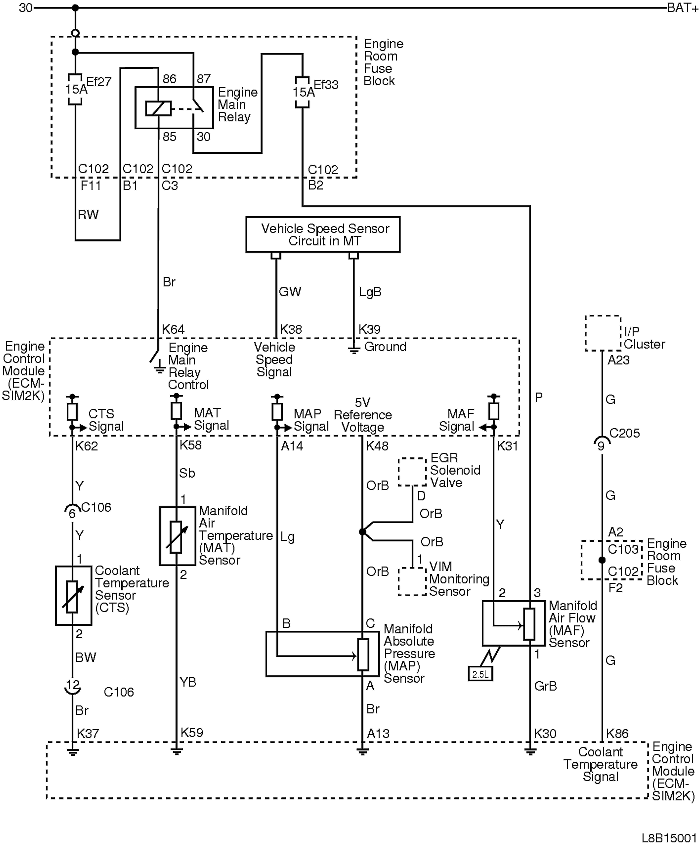 30
BAT+
Engine
Room
Fuse
Block
Ef27
15A
86
87
Engine
Main
Relay
85
30
Ef33
15A
C102
C102
C102
C102
F11
B1
C3
B2
RW
Vehicle Speed Sensor
Circuit in MT
Br
GW
LgB
K64
K38
K39
Engine
Control
Module
(ECM-
SIM2K)
Engine
Main
Relay
Control
Vehicle
Speed
Signal
Ground
I/P
Cluster
A23
CTS
Signal
MAT
Signal
MAP
Signal
5V
Reference
Voltage
MAF
Signal
P
G
C205
9
K62
K58
A14
K48
K31
Sb
Y
C106
6
Y
OrB
EGR
Solenoid
Valve
D
OrB
G
1
Manifold
Air
Temperature
(MAT)
Sensor
2
Lg
OrB
OrB
1
VIM
Monitoring
Sensor
Y
A2
C103
C102
F2
Engine
Room
Fuse
Block
1
Coolant
Temperature
Sensor
(CTS)
2
2
3
Manifold
Air Flow
(MAF)
Sensor
1
2.5L
B
C
Manifold
Absolute
Pressure
(MAP)
Sensor
A
BW
12
C106
Br
YB
Br
GrB
G
K37
K59
A13
K30
K86
Coolant
Temperature
Signal
Engine
Control
Module
(ECM-
SIM2K)
L8B15001